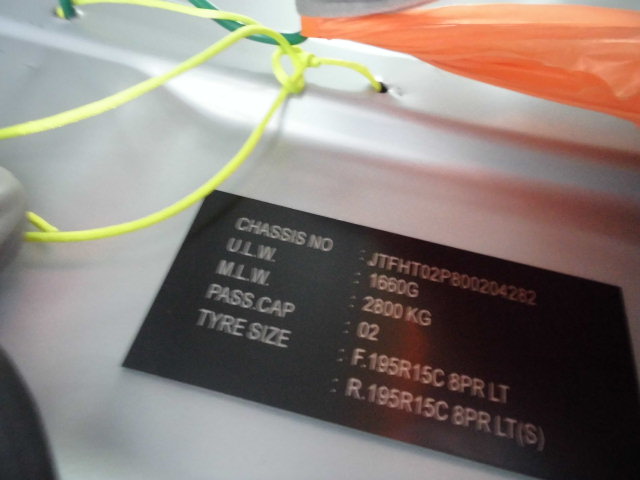 CHASSIS NO : JTFHT02P800204282
U.L.W. : 1660G
M.L.W. : 2800 KG
PASS.CAP : 02
TYRE SIZE : F.195R15C 8PR LT
: R.195R15C 8PR LT(S)